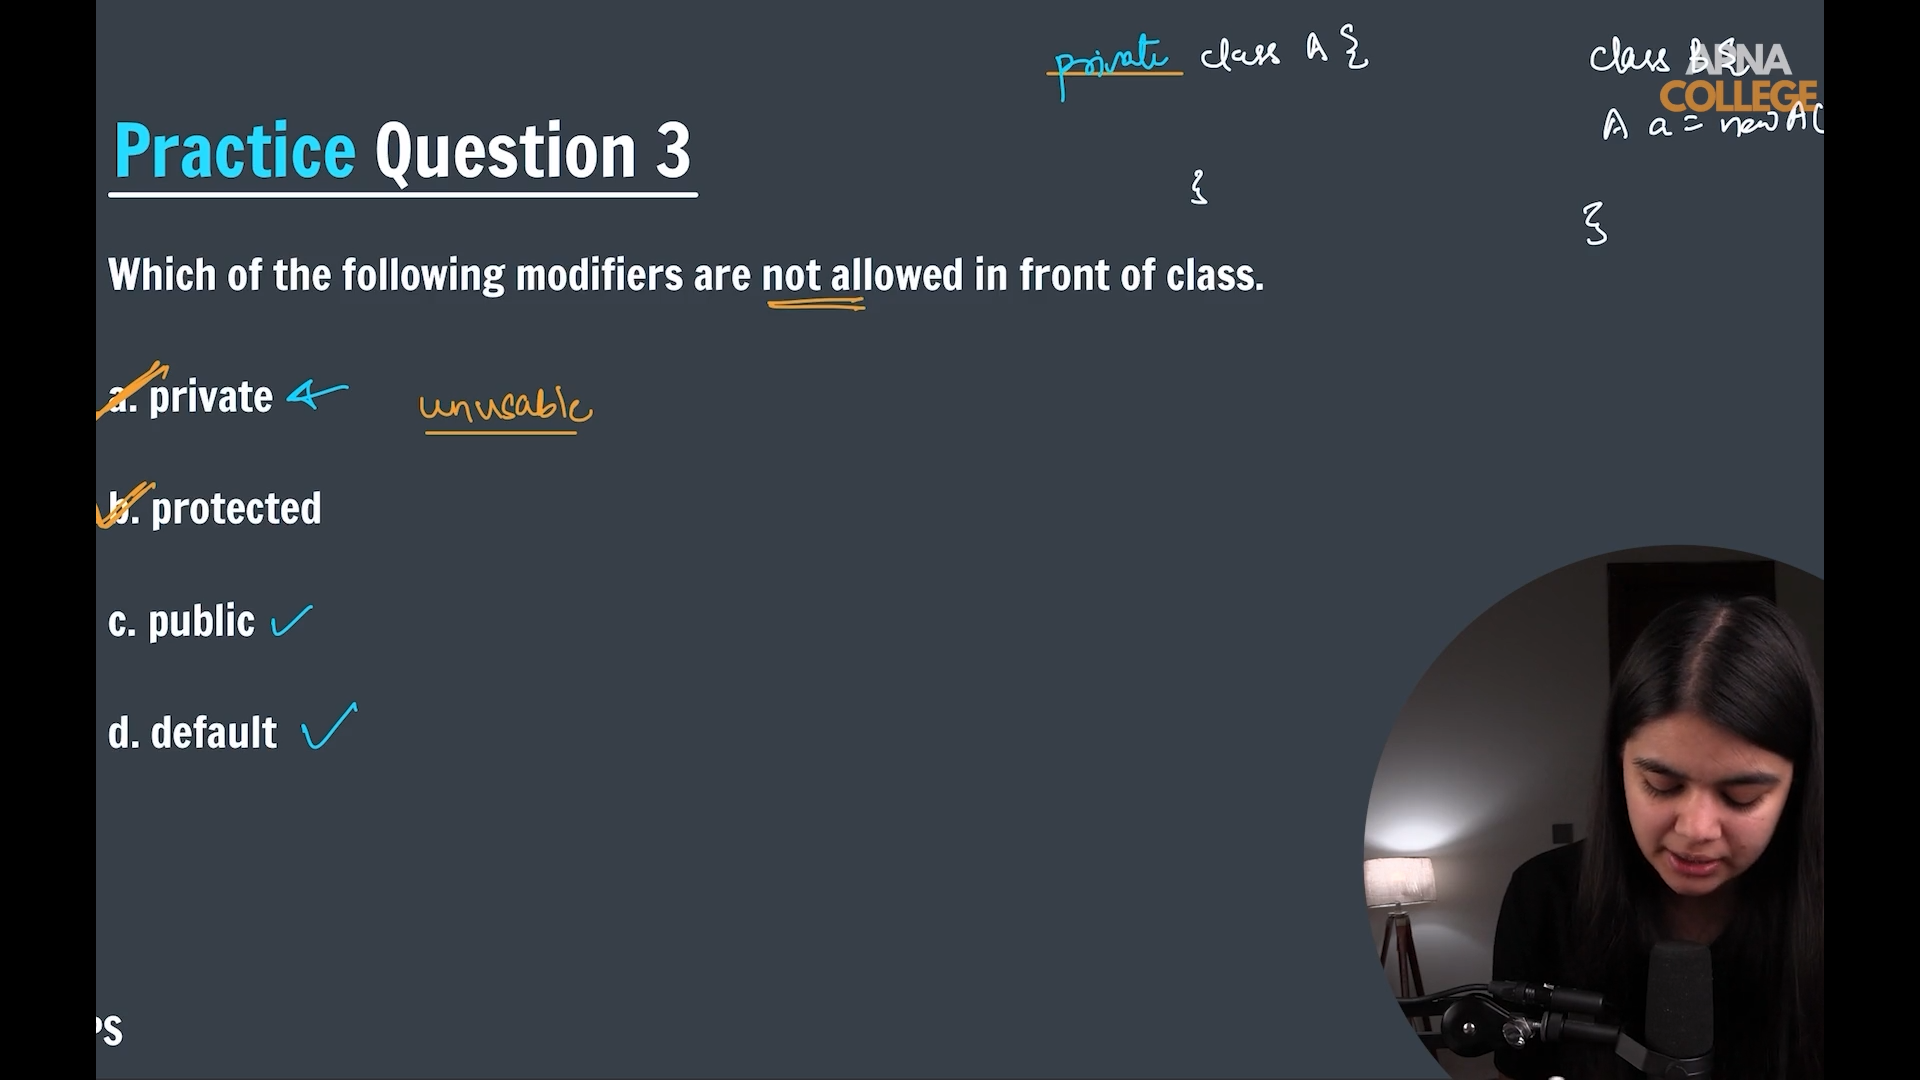 private class A {
class B {
APNA
COLLEGE
A a = new A(
}
}
Practice Question 3
Which of the following modifiers are not allowed in front of class.
a. private
unusable
b. protected
c. public
d. default
PS